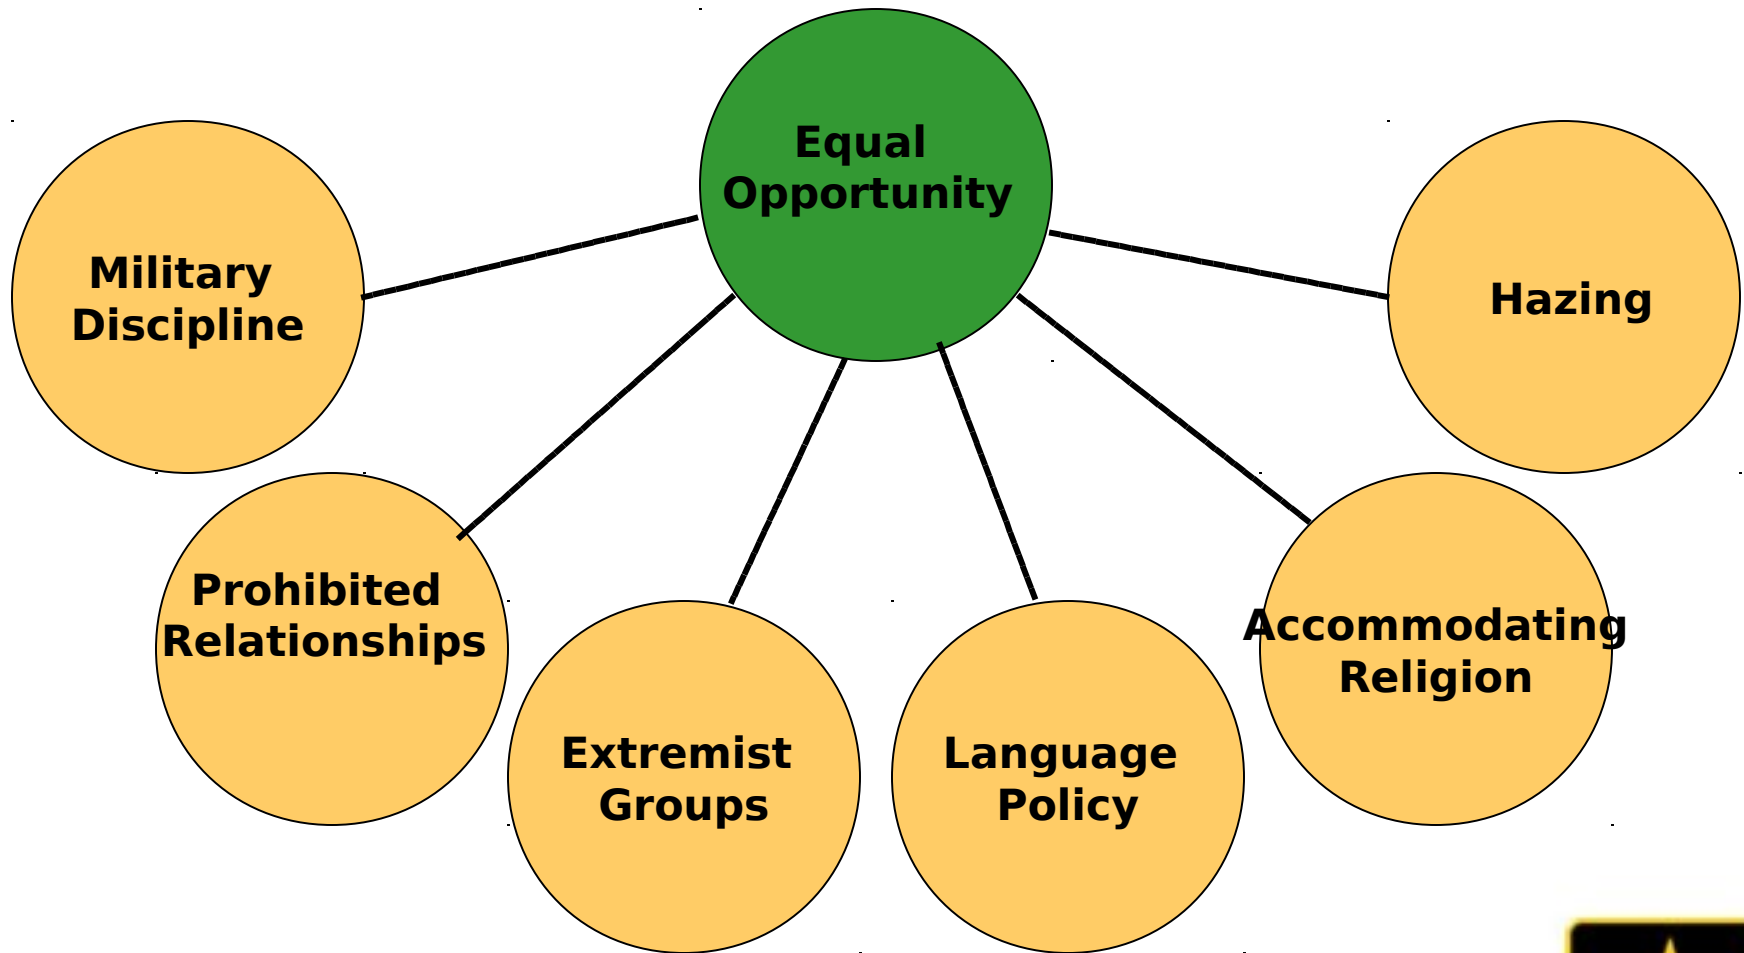 Equal
Opportunity
Military
Discipline
Hazing
Prohibited
Relationships
Accommodating
Religion
Extremist
Groups
Language
Policy